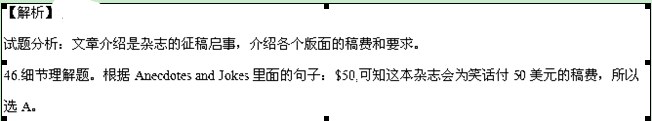 【解析】
试题分析：文章介绍是杂志的征稿启事，介绍各个版面的稿费和要求。
46.细节理解题。根据 Anecdotes and Jokes 里面的句子：$50,可知这本杂志会为笑话付 50 美元的稿费，所以
选 A。